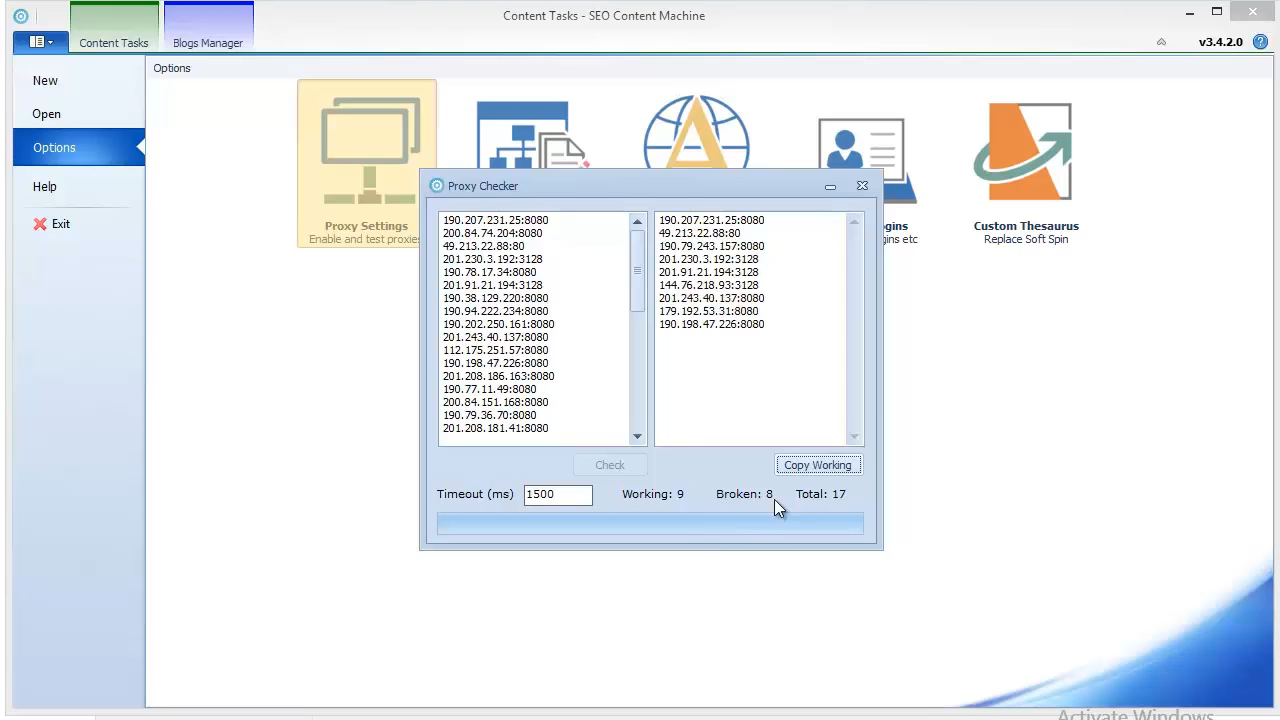 Content Tasks - SEO Content Machine
Content Tasks
Blogs Manager
v3.4.2.0
New
Open
Options
Help
Exit
Options
Proxy Settings
Enable and test proxies
Custom Thesaurus
Replace Soft Spin
Proxy Checker
190.207.231.25:8080
200.84.74.204:8080
49.213.22.88:80
201.230.3.192:3128
190.78.17.34:8080
201.91.21.194:3128
190.38.129.220:8080
190.94.222.234:8080
190.202.250.161:8080
201.243.40.137:8080
112.175.251.57:8080
190.198.47.226:8080
201.208.186.163:8080
190.77.11.49:8080
200.84.151.168:8080
190.79.36.70:8080
201.208.181.41:8080
190.207.231.25:8080
49.213.22.88:80
190.79.243.157:8080
201.230.3.192:3128
201.91.21.194:3128
144.76.218.93:3128
201.243.40.137:8080
179.192.53.31:8080
190.198.47.226:8080
Check
Copy Working
Timeout (ms) 1500 Working: 9 Broken: 8 Total: 17
Activate Windows